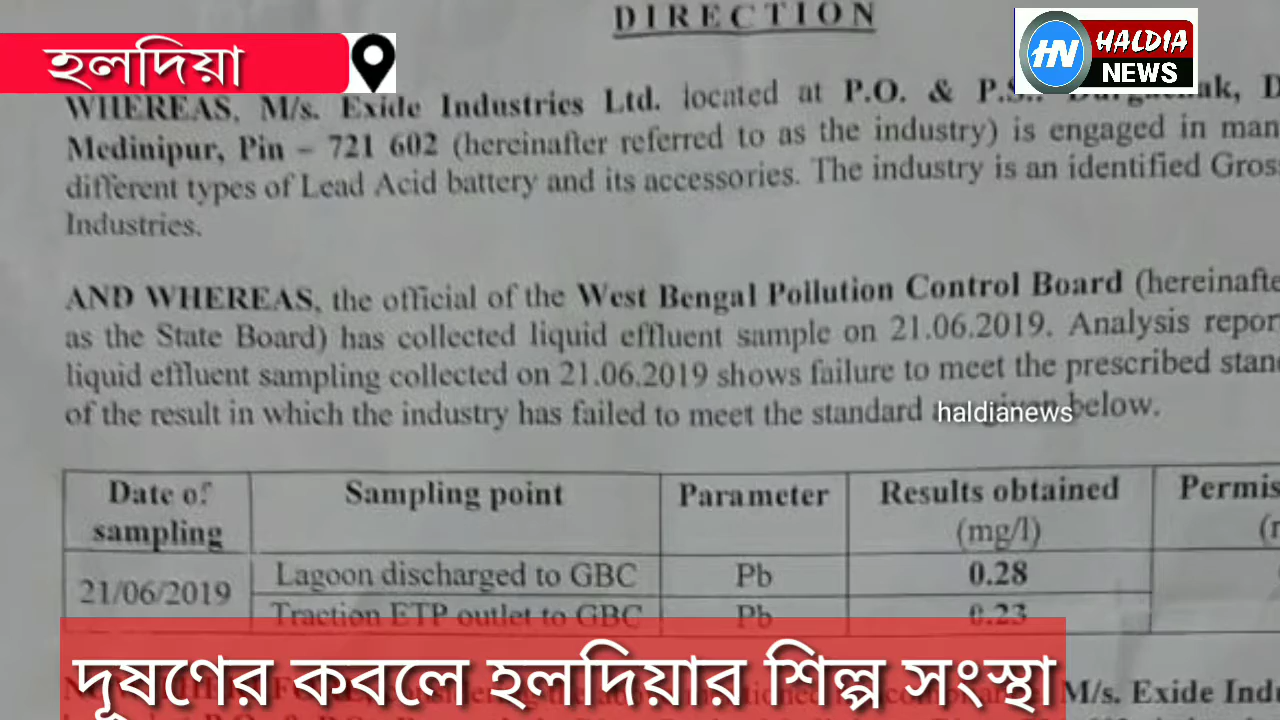 DIRECTION
হলদিয়া
HN HALDIA
NEWS
WHEREAS, M/s. Exide Industries Ltd. located at P.O. & P.S.:
Medinipur, Pin – 721 602 (hereinafter referred to as the industry) is engaged in man
different types of Lead Acid battery and its accessories. The industry is an identified Gros
Industries.
AND WHEREAS, the official of the West Bengal Pollution Control Board (hereinafte
as the State Board) has collected liquid effluent sample on 21.06.2019. Analysis repor
liquid effluent sampling collected on 21.06.2019 shows failure to meet the prescribed stan
of the result in which the industry has failed to meet the standard below.
haldianews
Date of Sampling point Parameter Results obtained Permis
sampling (mg/l)
21/06/2019 Lagoon discharged to GBC Pb 0.28
Traction ETP outlet to GBC Pb 0.23
দূষণের কবলে হলদিয়ার শিল্প সংস্থা
M/s. Exide Indu